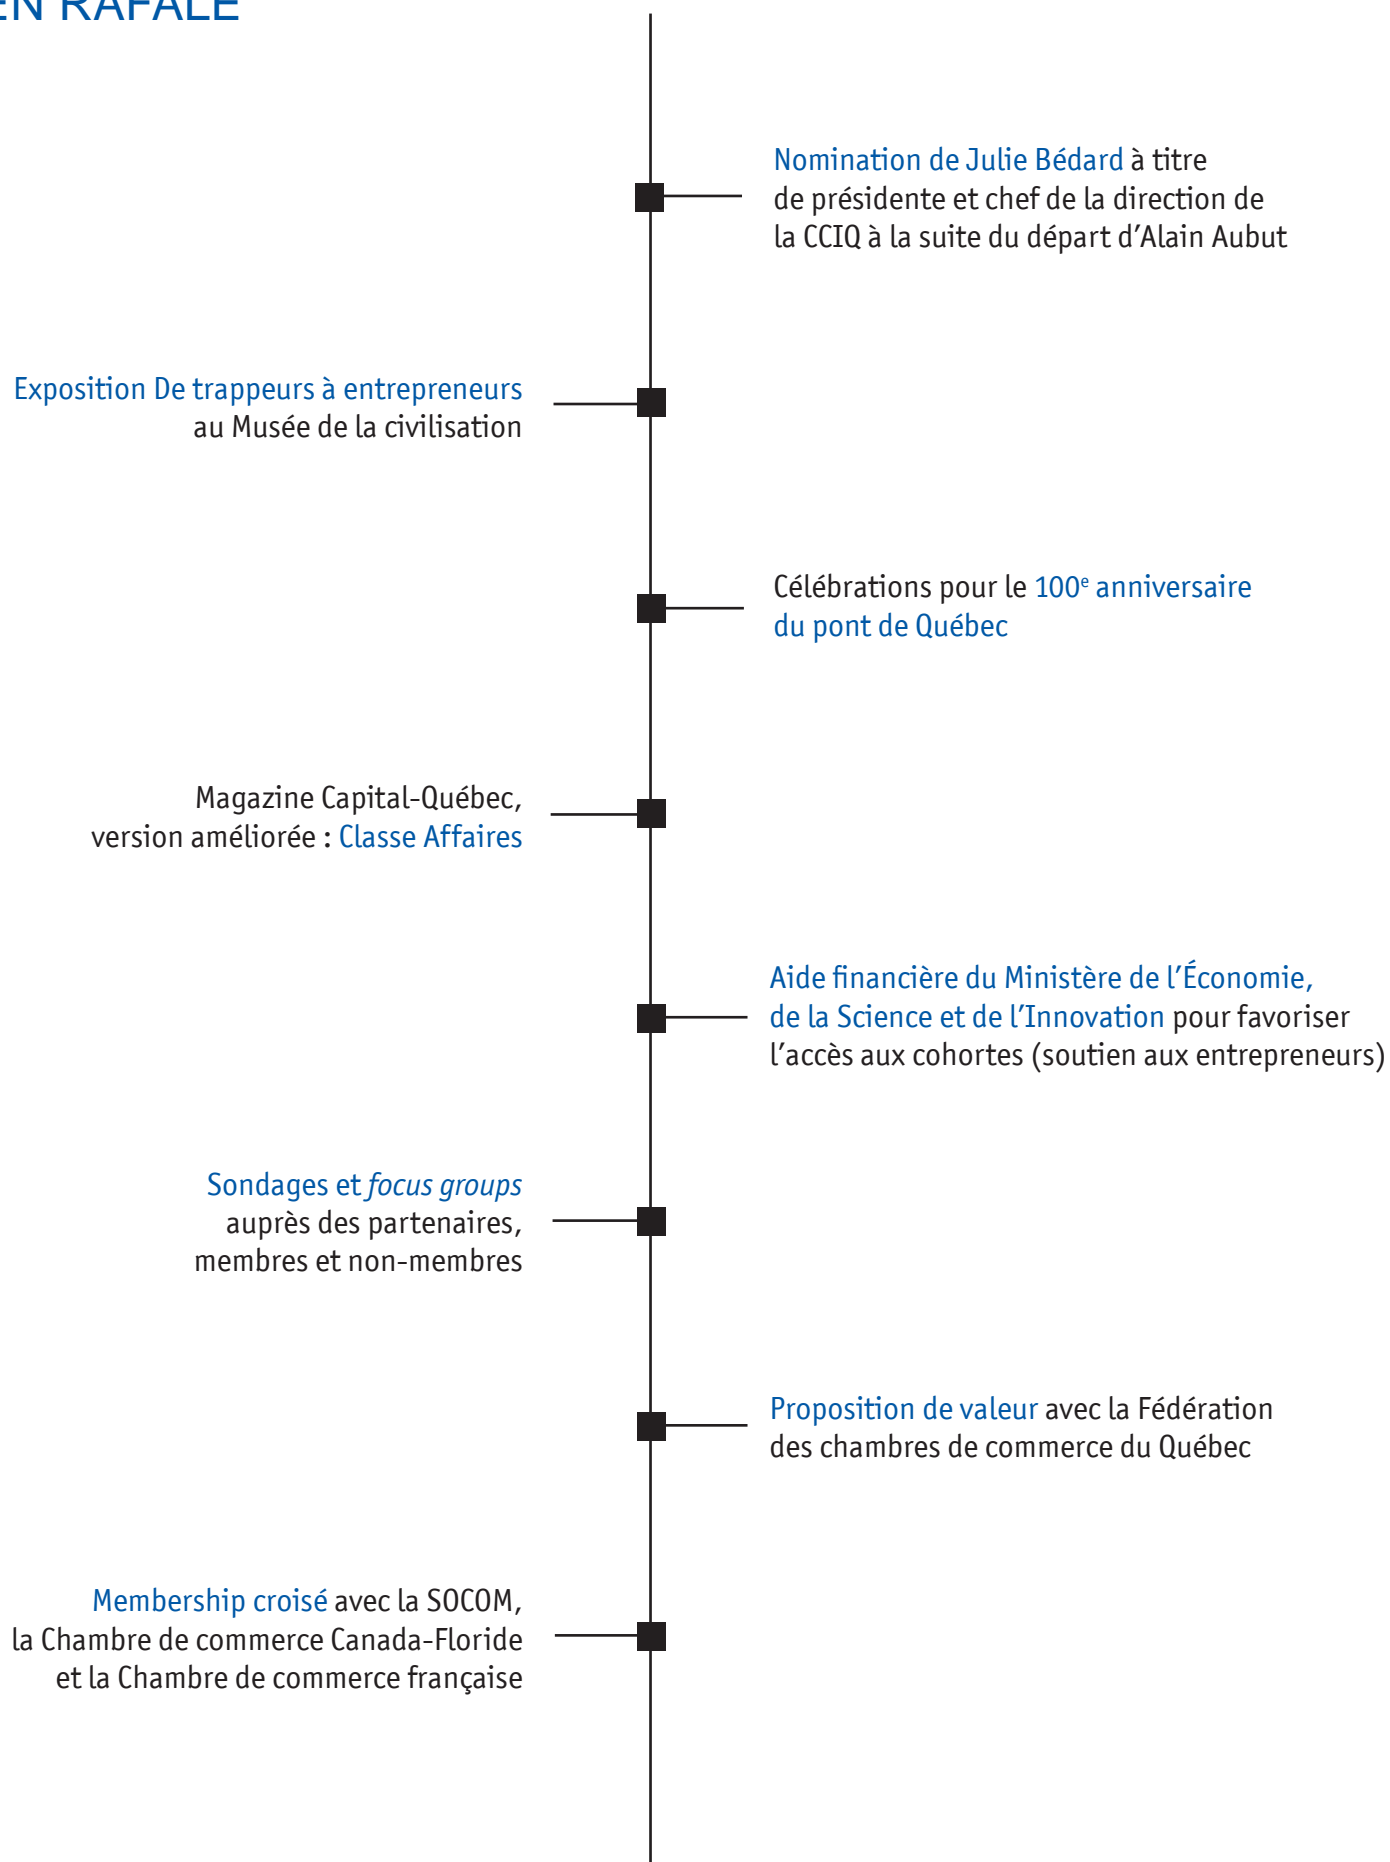 EN RAFALE
Nomination de Julie Bédard à titre
de présidente et chef de la direction de
la CCIQ à la suite du départ d’Alain Aubut
Exposition De trappeurs à entrepreneurs
au Musée de la civilisation
Célébrations pour le 100e anniversaire
du pont de Québec
Magazine Capital-Québec,
version améliorée : Classe Affaires
Aide financière du Ministère de l’Économie,
de la Science et de l’Innovation pour favoriser
l’accès aux cohortes (soutien aux entrepreneurs)
Sondages et focus groups
auprès des partenaires,
membres et non-membres
Proposition de valeur avec la Fédération
des chambres de commerce du Québec
Membership croisé avec la SOCOM,
la Chambre de commerce Canada-Floride
et la Chambre de commerce française